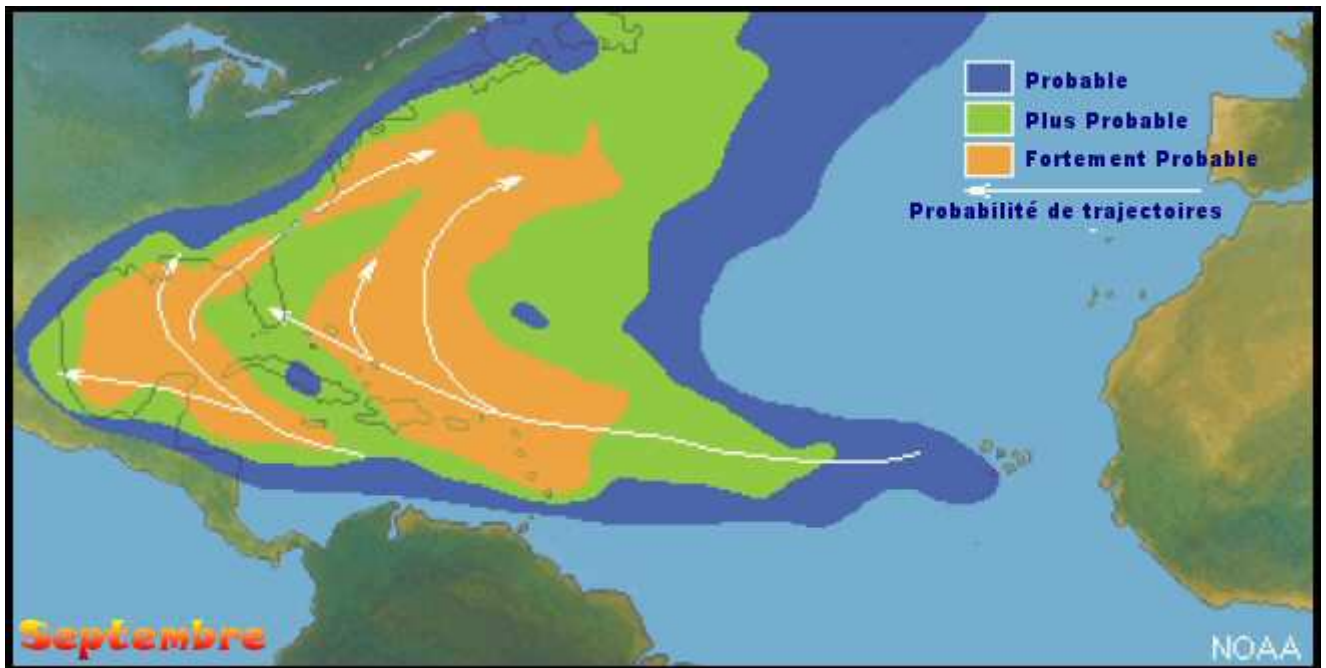 Probable
Plus Probable
Fortement Probable
Probabilité de trajectoires
Septembre
NOAA